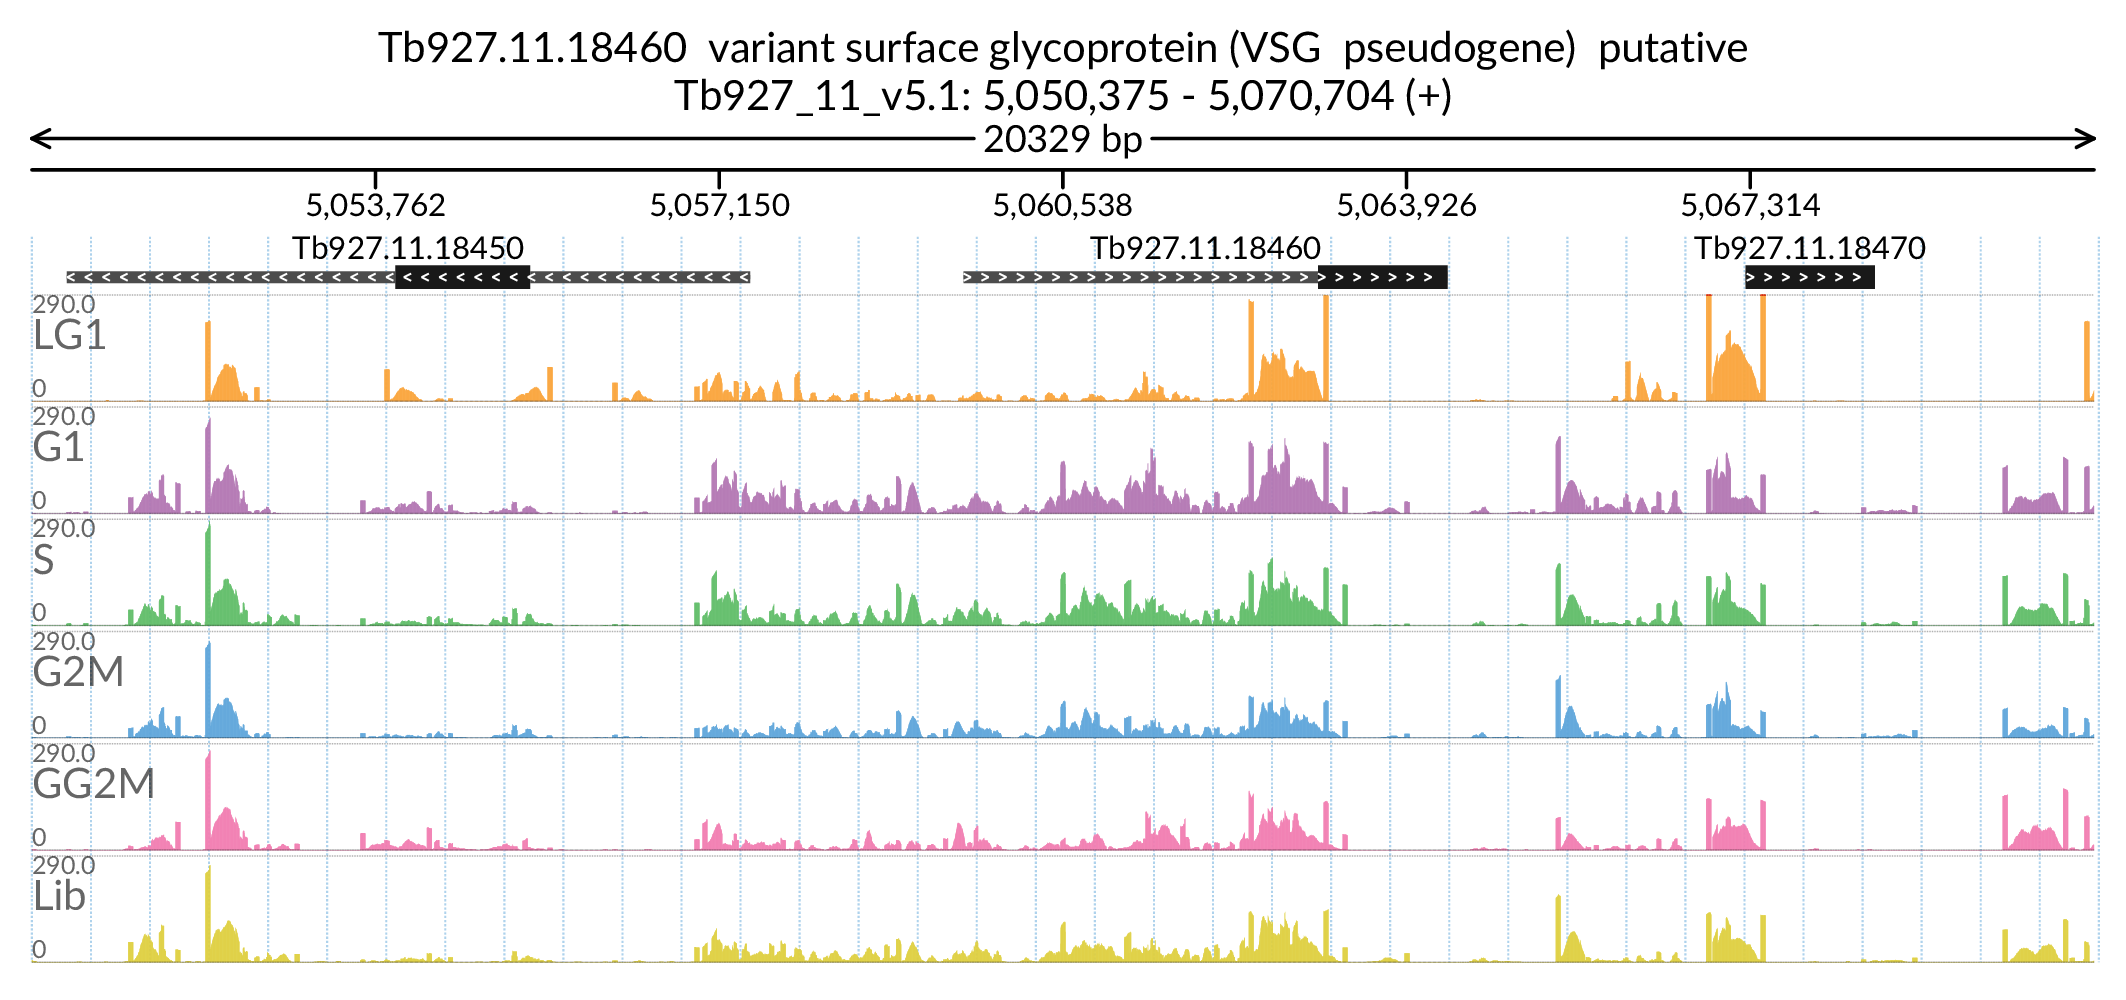 Tb927.11.18460 variant surface glycoprotein (VSG pseudogene) putative
Tb927_11_v5.1: 5,050,375 - 5,070,704 (+)
20329 bp
5,053,762 5,057,150 5,060,538 5,063,926 5,067,314
Tb927.11.18450 Tb927.11.18460 Tb927.11.18470
290.0
LG1
0
290.0
G1
0
290.0
S
0
290.0
G2M
0
290.0
GG2M
0
290.0
Lib
0